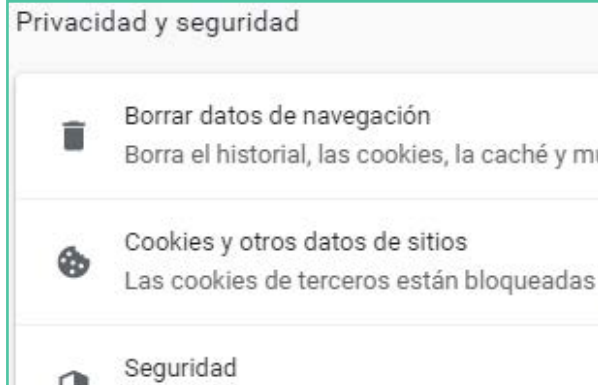 Privacidad y seguridad
Borrar datos de navegación
Borra el historial, las cookies, la caché y
Cookies y otros datos de sitios
Las cookies de terceros están bloqueadas
Seguridad